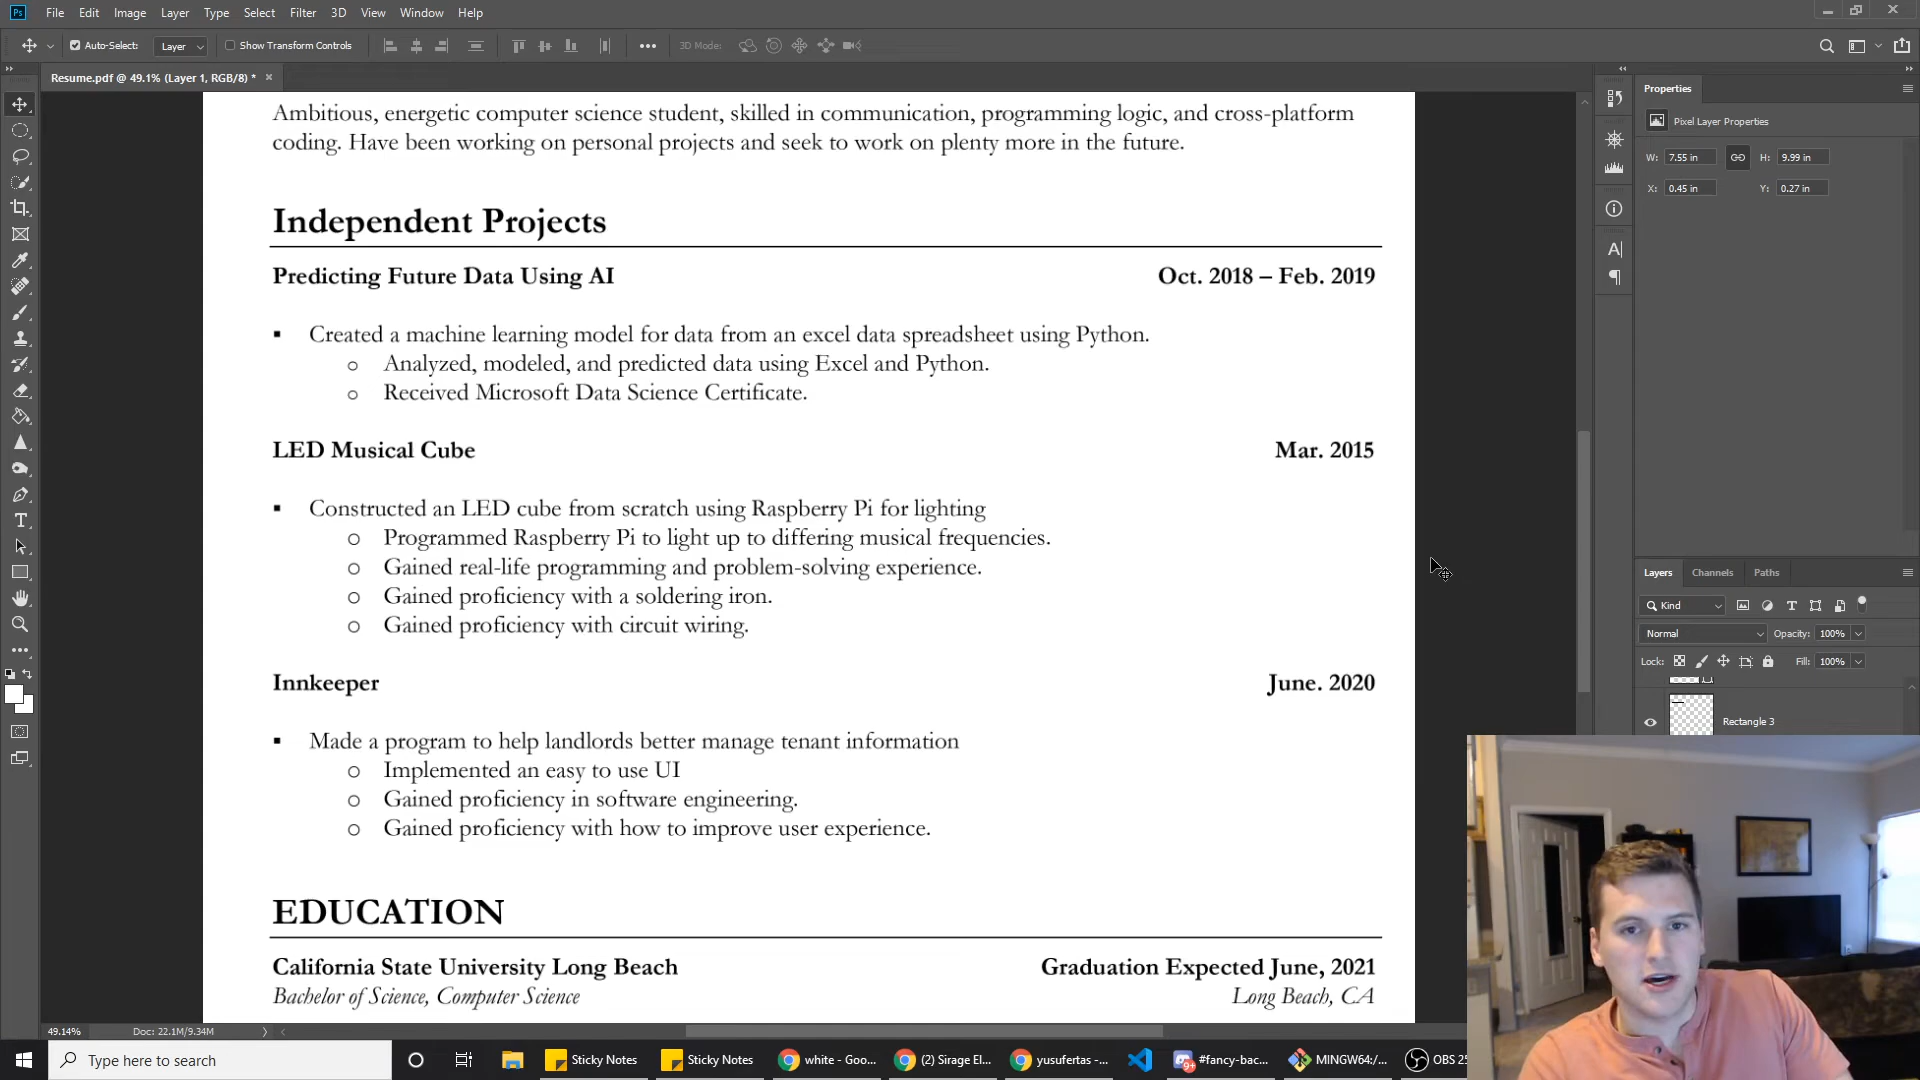 Ps File Edit Image Layer Type Select Filter 3D View Window Help
Auto-Select: Layer Show Transform Controls 3D Mode:
Resume.pdf @ 49.1% (Layer 1, RGB/8) *
Ambitious, energetic computer science student, skilled in communication, programming logic, and cross-platform
coding. Have been working on personal projects and seek to work on plenty more in the future.
Independent Projects
Predicting Future Data Using AI Oct. 2018 – Feb. 2019
Created a machine learning model for data from an excel data spreadsheet using Python.
Analyzed, modeled, and predicted data using Excel and Python.
Received Microsoft Data Science Certificate.
LED Musical Cube Mar. 2015
Constructed an LED cube from scratch using Raspberry Pi for lighting
Programmed Raspberry Pi to light up to differing musical frequencies.
Gained real-life programming and problem-solving experience.
Gained proficiency with a soldering iron.
Gained proficiency with circuit wiring.
Innkeeper June. 2020
Made a program to help landlords better manage tenant information
Implemented an easy to use UI
Gained proficiency in software engineering.
Gained proficiency with how to improve user experience.
EDUCATION
California State University Long Beach Graduation Expected June, 2021
Bachelor of Science, Computer Science Long Beach, CA
Properties
Pixel Layer Properties
W: 7.55 in H: 9.99 in
X: 0.45 in Y: 0.27 in
Layers Channels Paths
Kind
Normal Opacity: 100%
Lock: Fill: 100%
Rectangle 3
49.14% Doc: 22.1M/9.34M
Type here to search Sticky Notes Sticky Notes white - Goo... (2) Sirage El... yusufertas -... 9+ #fancy-bac... MINGW64:/... OBS 25